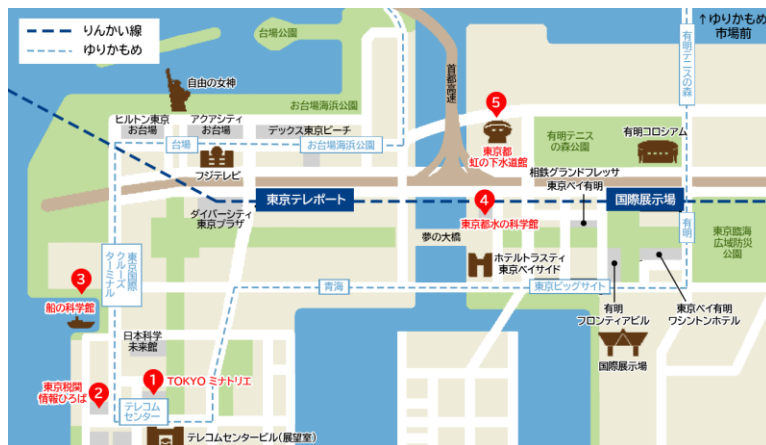 りんかい線
ゆりかもめ
↑ゆりかもめ
市場前
台場公園
自由の女神
お台場海浜公園
首都高速
有明テニスの森
ヒルトン東京
お台場
アクアシティ
お台場
デックス東京ビーチ
台場
お台場海浜公園
フジテレビ
5
東京都
虹の下水道館
有明テニス
の森公園
有明コロシアム
相鉄グランドフレッサ
東京ベイ有明
東京テレポート
4
国際展示場
ダイバーシティ
東京プラザ
東京都水の科学館
有明
東京臨海
広域防災
公園
夢の大橋
ホテルトラスティ
東京ベイサイド
東京国際
クルーズ
ターミナル
3
船の科学館
青海
東京ビッグサイト
有明
フロンティアビル
東京ベイ有明
ワシントンホテル
国際展示場
日本科学
未来館
1
TOKYO ミナトリエ
2
東京税関
情報ひろば
テレコム
センター
テレコムセンタービル(展望室)